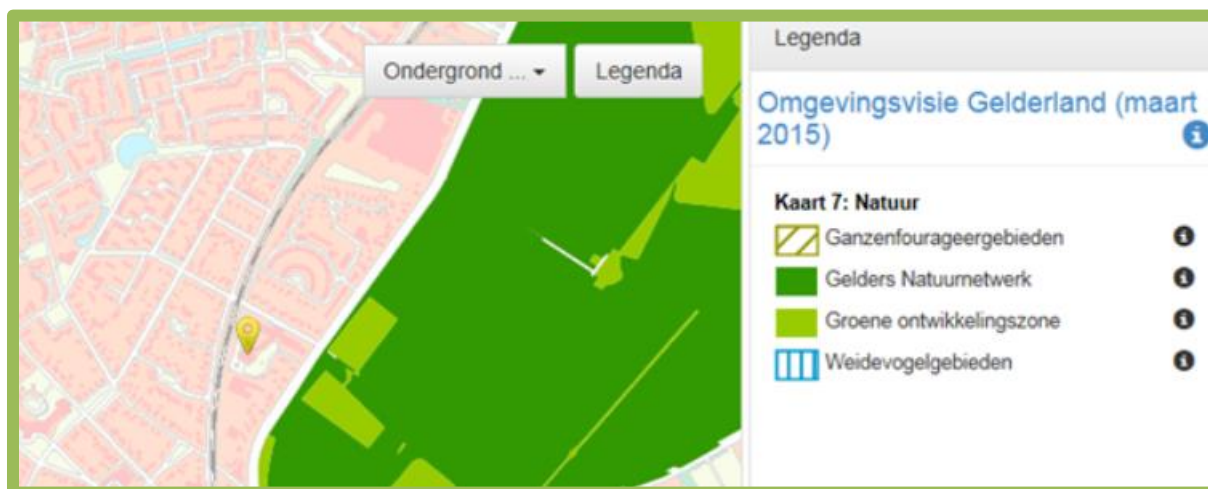 Ondergrond ...
Legenda
Legenda
Omgevingsvisie Gelderland (maart
2015)
Kaart 7: Natuur
Ganzenfourageergebieden
Gelders Natuurnetwerk
Groene ontwikkelingszone
Weidevogelgebieden